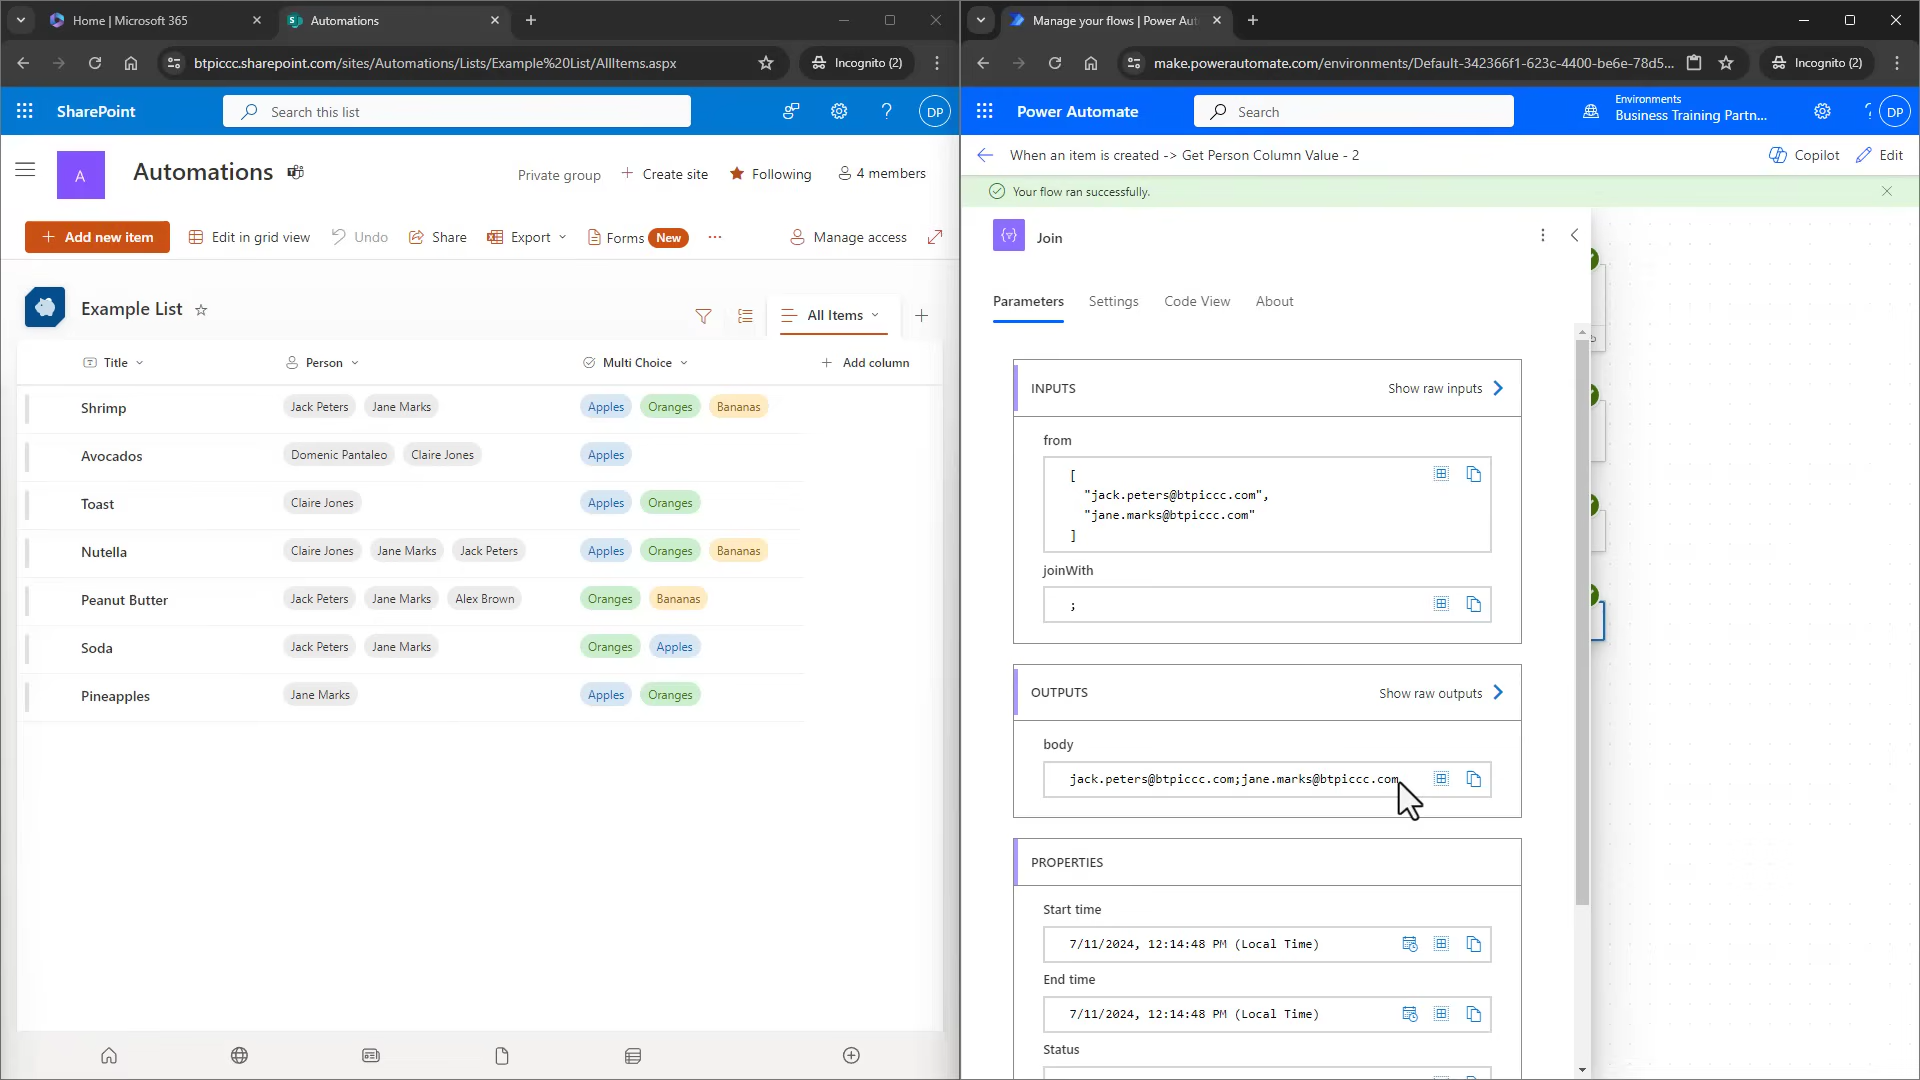 Home | Microsoft 365
Automations
btpiccc.sharepoint.com/sites/Automations/Lists/Example%20List/AllItems.aspx
Incognito (2)
SharePoint
Search this list
DP
A
Automations
Private group
Create site
Following
4 members
Add new item
Edit in grid view
Undo
Share
Export
Forms
New
Manage access
Example List
All Items
Title
Person
Multi Choice
Add column
Shrimp
Jack Peters
Jane Marks
Apples
Oranges
Bananas
Avocados
Domenic Pantaleo
Claire Jones
Apples
Toast
Claire Jones
Apples
Oranges
Nutella
Claire Jones
Jane Marks
Jack Peters
Apples
Oranges
Bananas
Peanut Butter
Jack Peters
Jane Marks
Alex Brown
Oranges
Bananas
Soda
Jack Peters
Jane Marks
Oranges
Apples
Pineapples
Jane Marks
Apples
Oranges
Manage your flows | Power Aut
make.powerautomate.com/environments/Default-342366f1-623c-4400-be6e-78d5...
Incognito (2)
Power Automate
Search
Environments
Business Training Partn...
DP
When an item is created -> Get Person Column Value - 2
Copilot
Edit
Your flow ran successfully.
Join
Parameters
Settings
Code View
About
INPUTS
Show raw inputs
from
[
"jack.peters@btpiccc.com",
"jane.marks@btpiccc.com"
]
joinWith
;
OUTPUTS
Show raw outputs
body
jack.peters@btpiccc.com;jane.marks@btpiccc.com
PROPERTIES
Start time
7/11/2024, 12:14:48 PM (Local Time)
End time
7/11/2024, 12:14:48 PM (Local Time)
Status